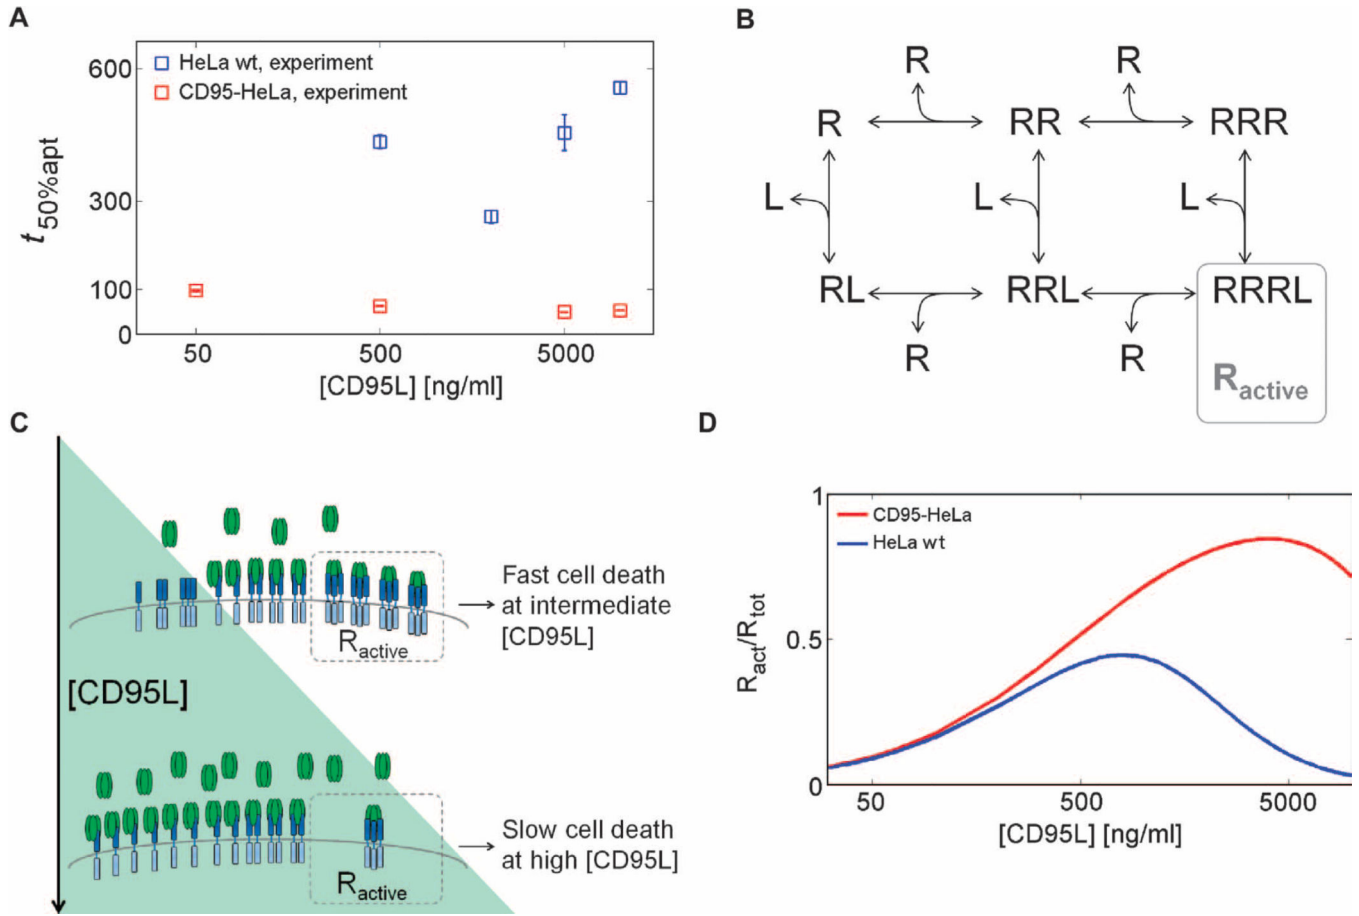 A
600
300
100
0
t50%apt
HeLa wt, experiment
CD95-HeLa, experiment
50 500 5000
[CD95L] [ng/ml]
B
R R
R RR RRR
L L L
RL RRL RRRL
R R
Ractive
C
[CD95L]
Ractive
Fast cell death
at intermediate
[CD95L]
Ractive
Slow cell death
at high [CD95L]
D
1
0.5
0
Ract/Rtot
CD95-HeLa
HeLa wt
50 500 5000
[CD95L] [ng/ml]